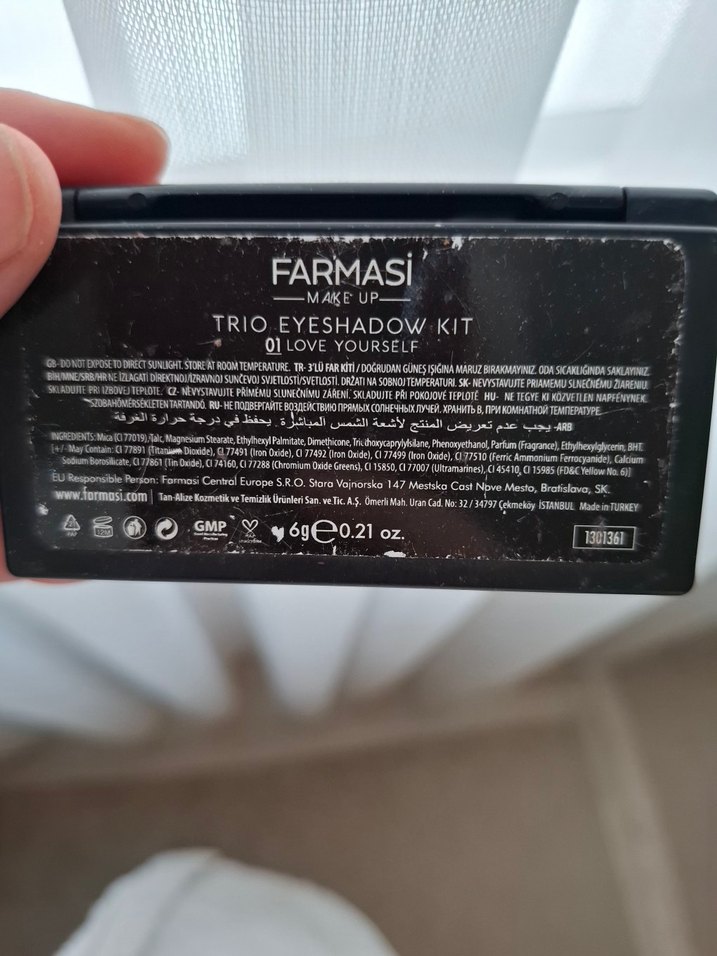 FARMASİ
MAKE UP
TRIO EYESHADOW KIT
01 LOVE YOURSELF
GB- DO NOT EXPOSE TO DIRECT SUNLIGHT. STORE AT ROOM TEMPERATURE. TR- 3'LÜ FAR KİTİ / DOĞRUDAN GÜNEŞ IŞIĞINA MARUZ BIRAKMAYINIZ. ODA SICAKLIĞINDA SAKLAYINIZ.
BIH/MNE/SRB/HR NE IZLAGATI DIREKTNOJ/IZRAVNOJ SUNČEVOJ SVJETLOSTI/SVETLOSTI. DRŽATI NA SOBNOJ TEMPERATURI. SK- NEVYSTAVUJTE PRIAMEMU SLNEČNÉMU ŽIARENIU.
SKLADUJTE PRI IZBOVEJ TEPLOTE. CZ- NEVYSTAVUJTE PŘÍMÉMU SLUNEČNÍMU ZÁŘENÍ. SKLADUJTE PŘI POKOJOVÉ TEPLOTĚ HU- NE TEGYE KI KÖZVETLEN NAPFÉNYNEK.
SZOBAHŐMÉRSÉKLETEN TARTANDÓ. RU- НЕ ПОДВЕРГАЙТЕ ВОЗДЕЙСТВИЮ ПРЯМЫХ СОЛНЕЧНЫХ ЛУЧЕЙ. ХРАНИТЬ В, ПРИ КОМНАТНОЙ ТЕМПЕРАТУРЕ.
ARB- يجب عدم تعريض المنتج لأشعة الشمس المباشرة. يحفظ في درجة حرارة الغرفة
INGREDIENTS: Mica (CI 77019), Talc, Magnesium Stearate, Ethylhexyl Palmitate, Dimethicone, Triethoxycaprylylsilane, Phenoxyethanol, Parfum (Fragrance), Ethylhexylglycerin, BHT.
[+/- May Contain: CI 77891 (Titanium Dioxide), CI 77491 (Iron Oxide), CI 77492 (Iron Oxide), CI 77499 (Iron Oxide), CI 77510 (Ferric Ammonium Ferrocyanide), Calcium
Sodium Borosilicate, CI 77861 (Tin Oxide), CI 74160, CI 77288 (Chromium Oxide Greens), CI 15850, CI 77007 (Ultramarines), CI 45410, CI 15985 (FD&C Yellow No. 6)]
EU Responsible Person: Farmasi Central Europe S.R.O. Stara Vajnorska 147 Mestska Cast Nove Mesto, Bratislava, SK.
www.farmasi.com | Tan-Alize Kozmetik ve Temizlik Ürünleri San. ve Tic. A.Ş. Ömerli Mah. Uran Cad. No: 32 / 34797 Çekmeköy İSTANBUL Made in TURKEY
GMP 6g℮0.21 oz. 1301361